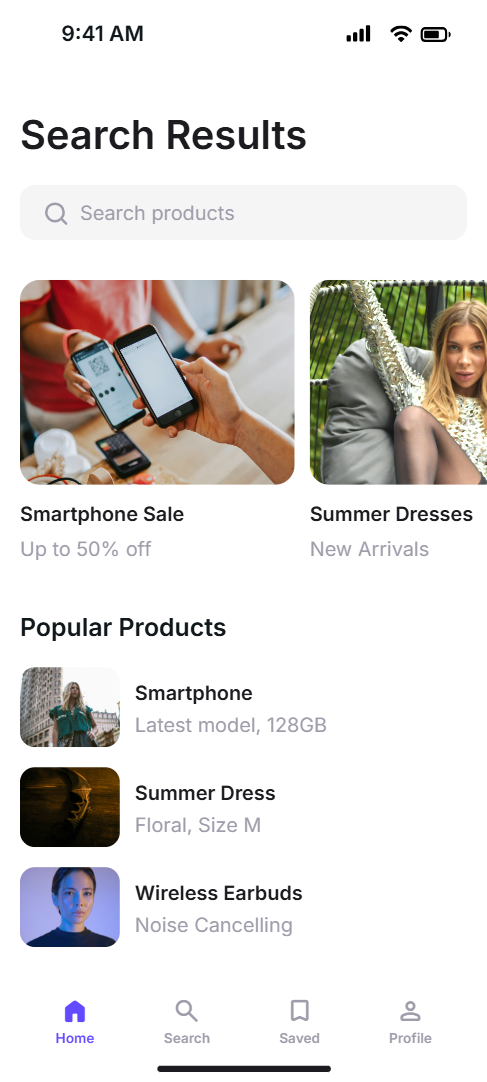 9:41 AM
Search Results
Search products
Smartphone Sale
Up to 50% off
Summer Dresses
New Arrivals
Popular Products
Smartphone
Latest model, 128GB
Summer Dress
Floral, Size M
Wireless Earbuds
Noise Cancelling
Home
Search
Saved
Profile